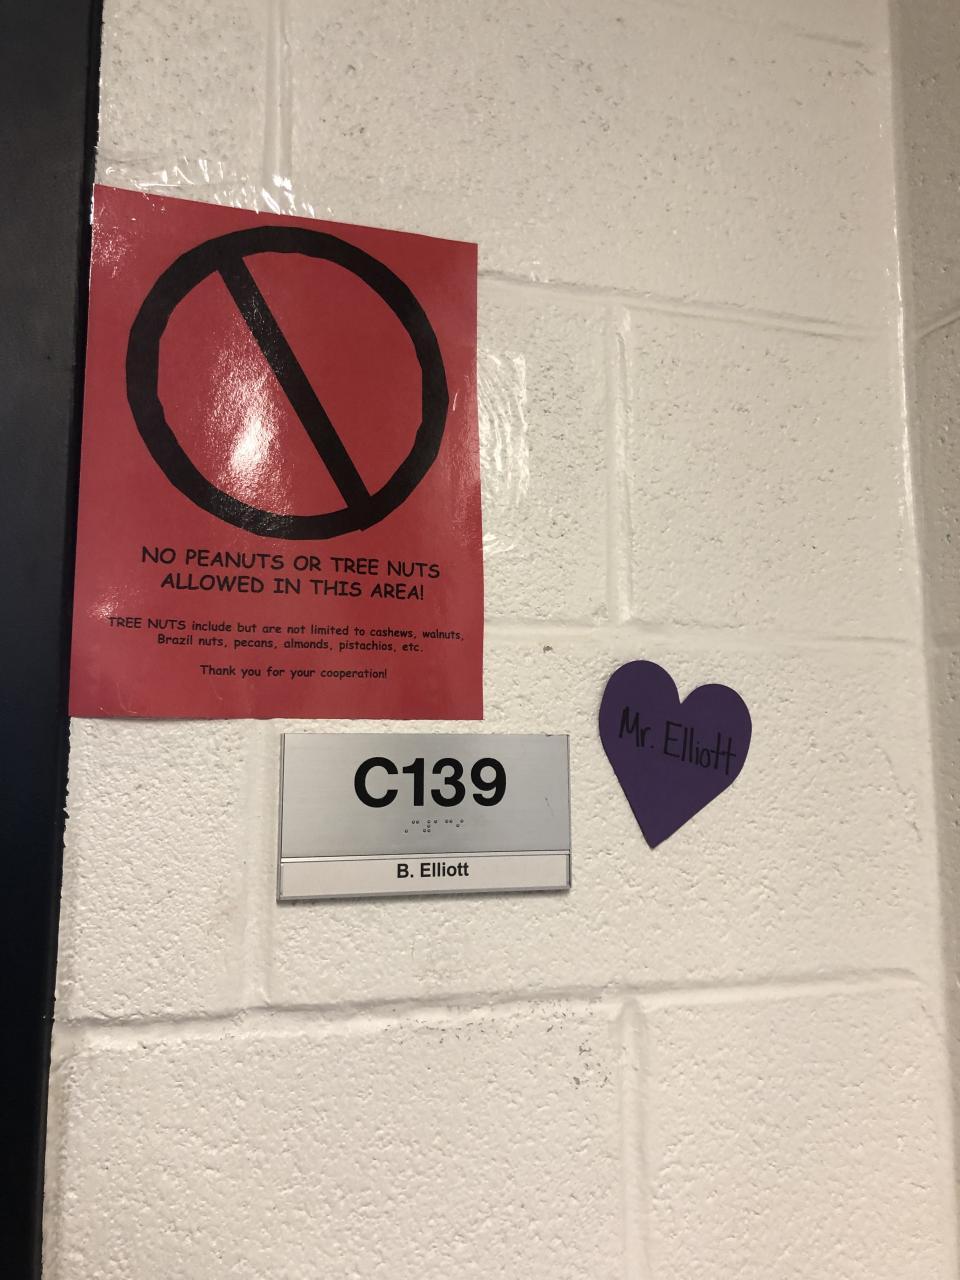 NO PEANUTS OR TREE NUTS
ALLOWED IN THIS AREA!
TREE NUTS include but are not limited to cashews, walnuts,
Brazil nuts, pecans, almonds, pistachios, etc.
Thank you for your cooperation!
C139
B. Elliott
Mr. Elliott